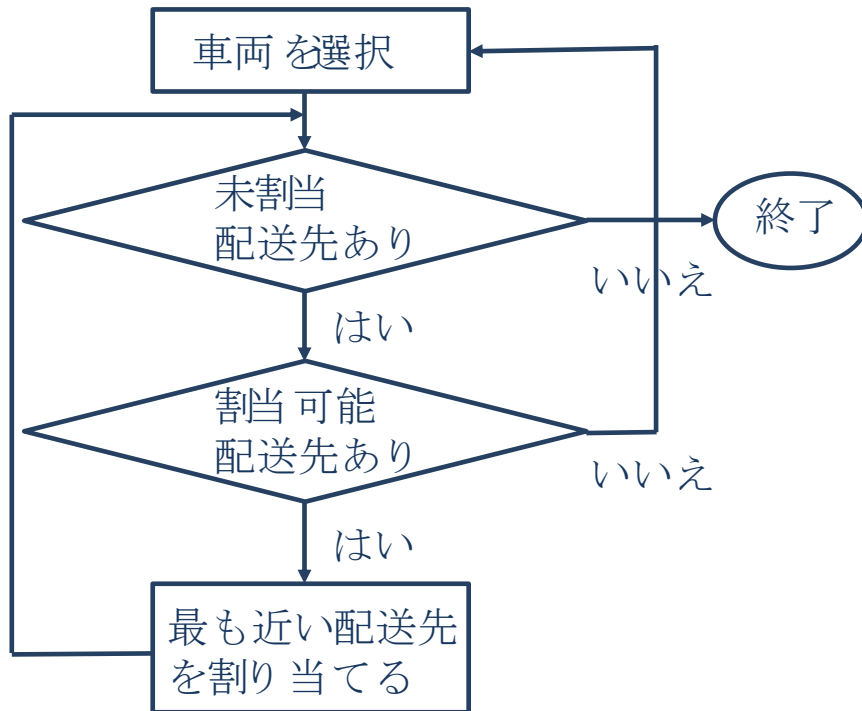 車両を選択
未割当
配送先あり
終了
いいえ
はい
割当可能
配送先あり
いいえ
はい
最も近い配送先
を割り当てる